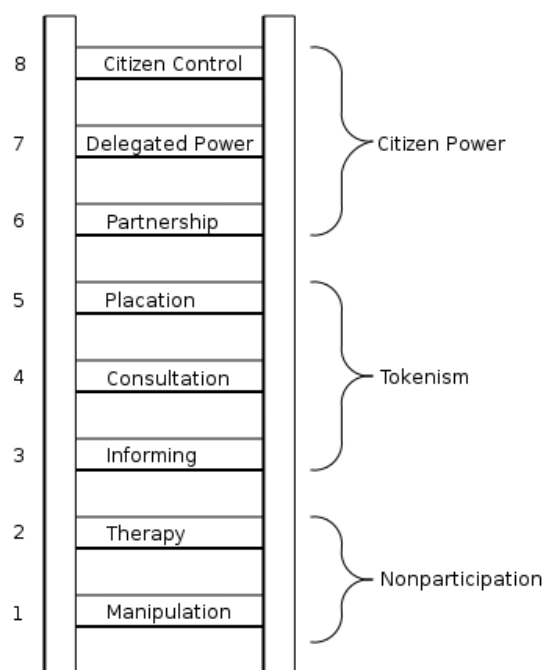 8 Citizen Control
7 Delegated Power
Citizen Power
6 Partnership
5 Placation
4 Consultation
Tokenism
3 Informing
2 Therapy
Nonparticipation
1 Manipulation